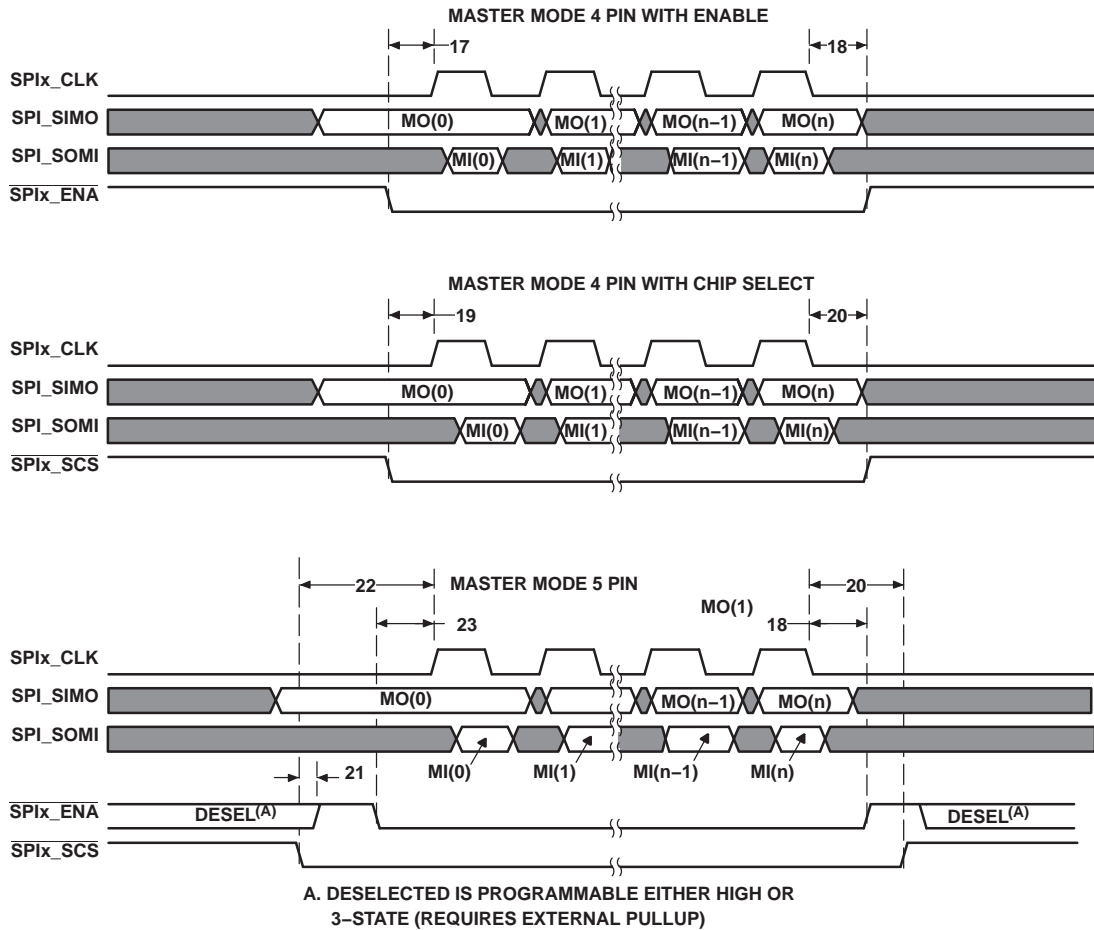 MASTER MODE 4 PIN WITH ENABLE
17
18
SPIx_CLK
SPI_SIMO
MO(0)
MO(1)
MO(n−1)
MO(n)
SPI_SOMI
MI(0)
MI(1)
MI(n−1)
MI(n)
SPIx_ENA
MASTER MODE 4 PIN WITH CHIP SELECT
19
20
SPIx_CLK
SPI_SIMO
MO(0)
MO(1)
MO(n−1)
MO(n)
SPI_SOMI
MI(0)
MI(1)
MI(n−1)
MI(n)
SPIx_SCS
22
MASTER MODE 5 PIN
20
MO(1)
23
18
SPIx_CLK
SPI_SIMO
MO(0)
MO(n−1)
MO(n)
SPI_SOMI
MI(0)
MI(1)
MI(n−1)
MI(n)
21
SPIx_ENA
DESEL(A)
DESEL(A)
SPIx_SCS
A. DESELECTED IS PROGRAMMABLE EITHER HIGH OR
3−STATE (REQUIRES EXTERNAL PULLUP)